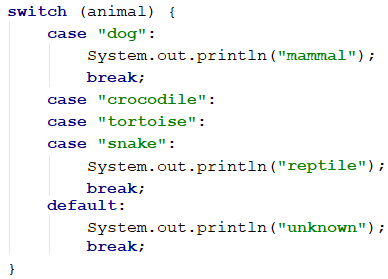 switch (animal) {
    case "dog":
        System.out.println("mammal");
        break;
    case "crocodile":
    case "tortoise":
    case "snake":
        System.out.println("reptile");
        break;
    default:
        System.out.println("unknown");
        break;
}